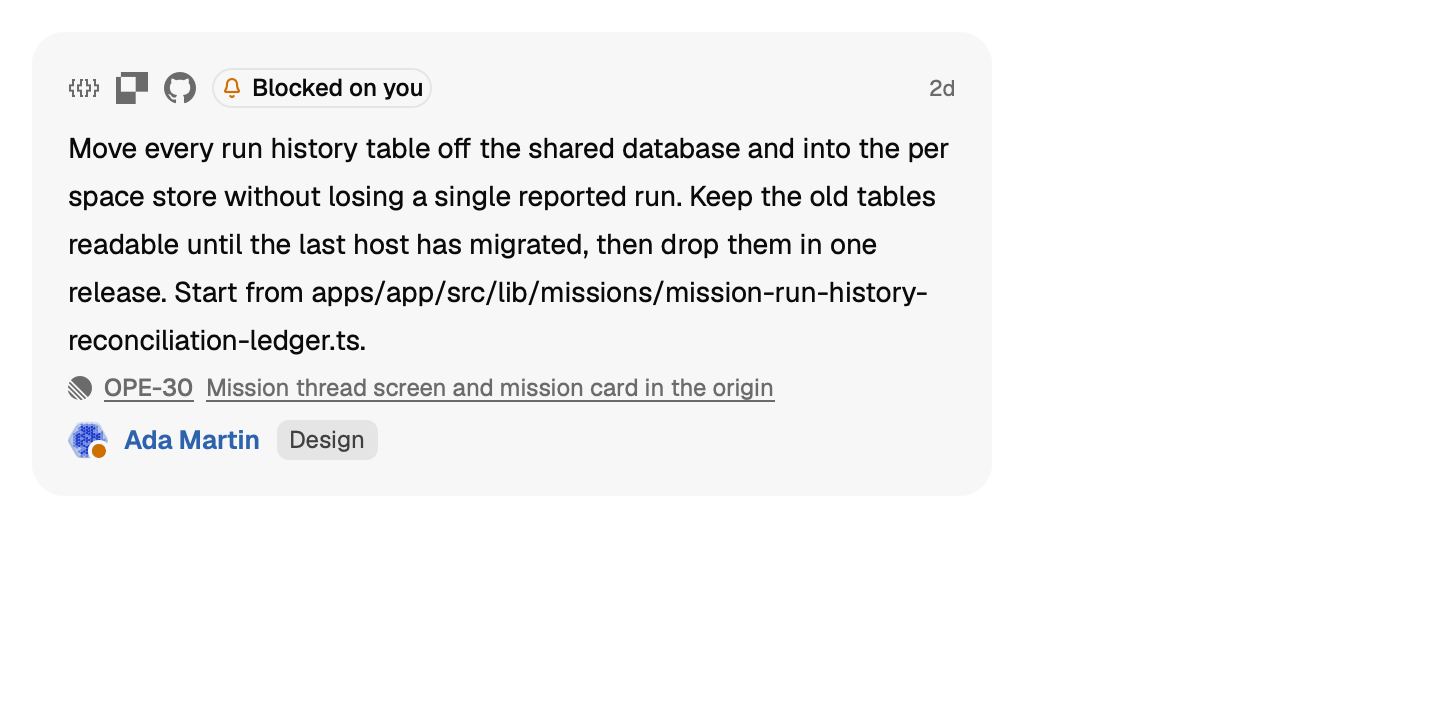 Blocked on you
2d
Move every run history table off the shared database and into the per
space store without losing a single reported run. Keep the old tables
readable until the last host has migrated, then drop them in one
release. Start from apps/app/src/lib/missions/mission-run-history-
reconciliation-ledger.ts.
OPE-30 Mission thread screen and mission card in the origin
Ada Martin Design